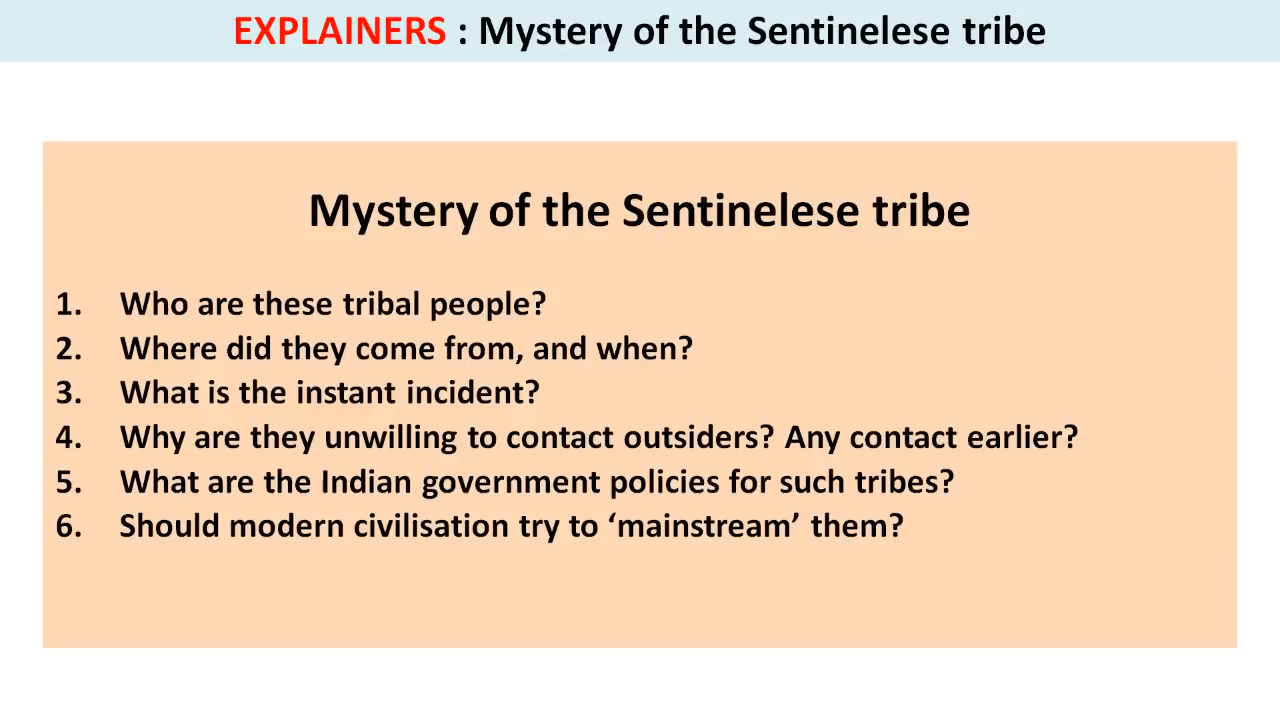 EXPLAINERS : Mystery of the Sentinelese tribe
Mystery of the Sentinelese tribe
1. Who are these tribal people?
2. Where did they come from, and when?
3. What is the instant incident?
4. Why are they unwilling to contact outsiders? Any contact earlier?
5. What are the Indian government policies for such tribes?
6. Should modern civilisation try to ‘mainstream’ them?